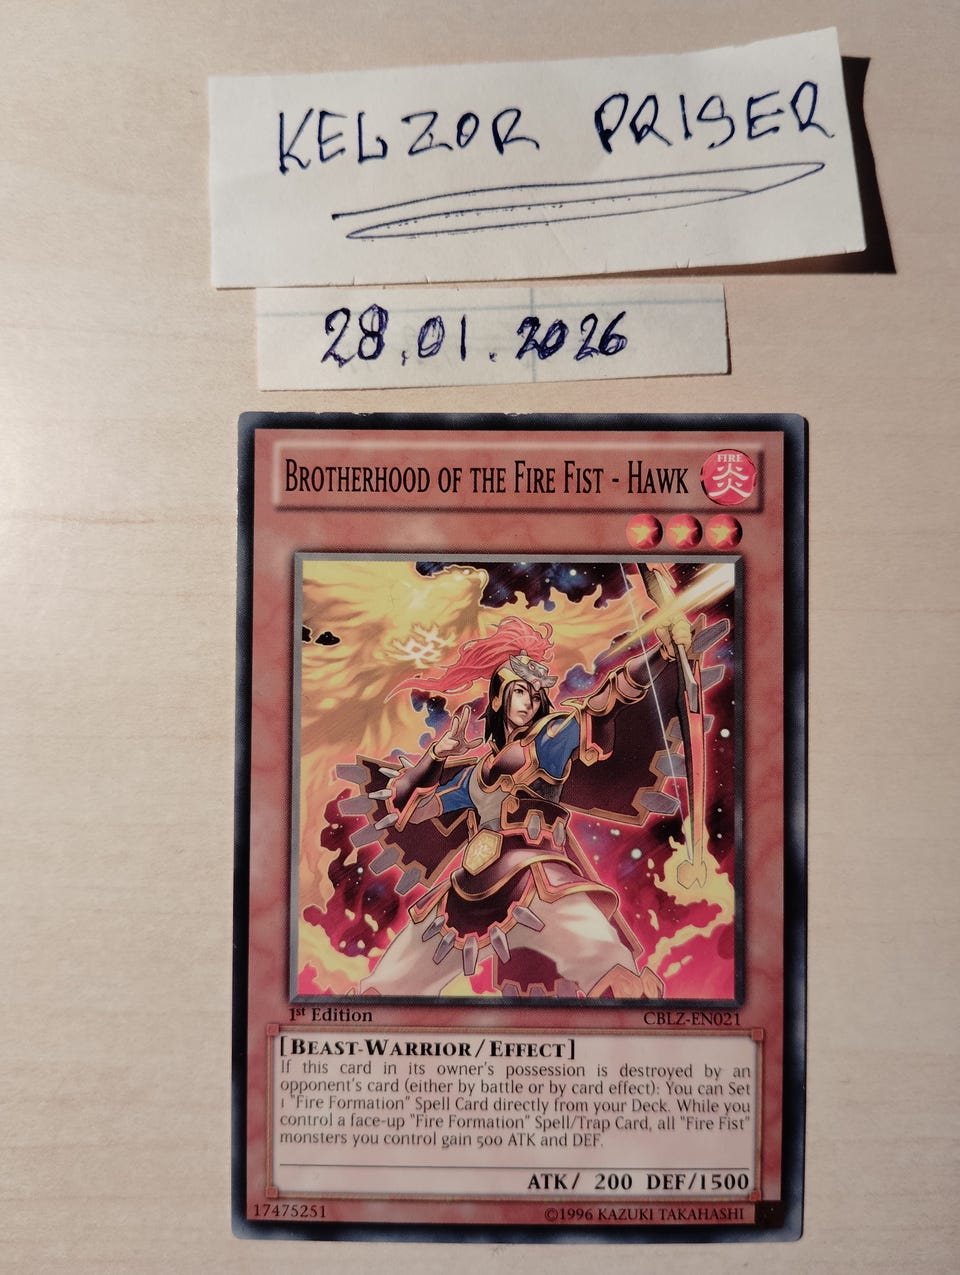 KELZOR PRISER
28.01.2026
BROTHERHOOD OF THE FIRE FIST - HAWK
FIRE
炎
1st Edition
CBLZ-EN021
[BEAST-WARRIOR/EFFECT]
If this card in its owner's possession is destroyed by an
opponent's card (either by battle or by card effect): You can Set
1 "Fire Formation" Spell Card directly from your Deck. While you
control a face-up "Fire Formation" Spell/Trap Card, all "Fire Fist"
monsters you control gain 500 ATK and DEF.
ATK/ 200 DEF/1500
17475251
©1996 KAZUKI TAKAHASHI